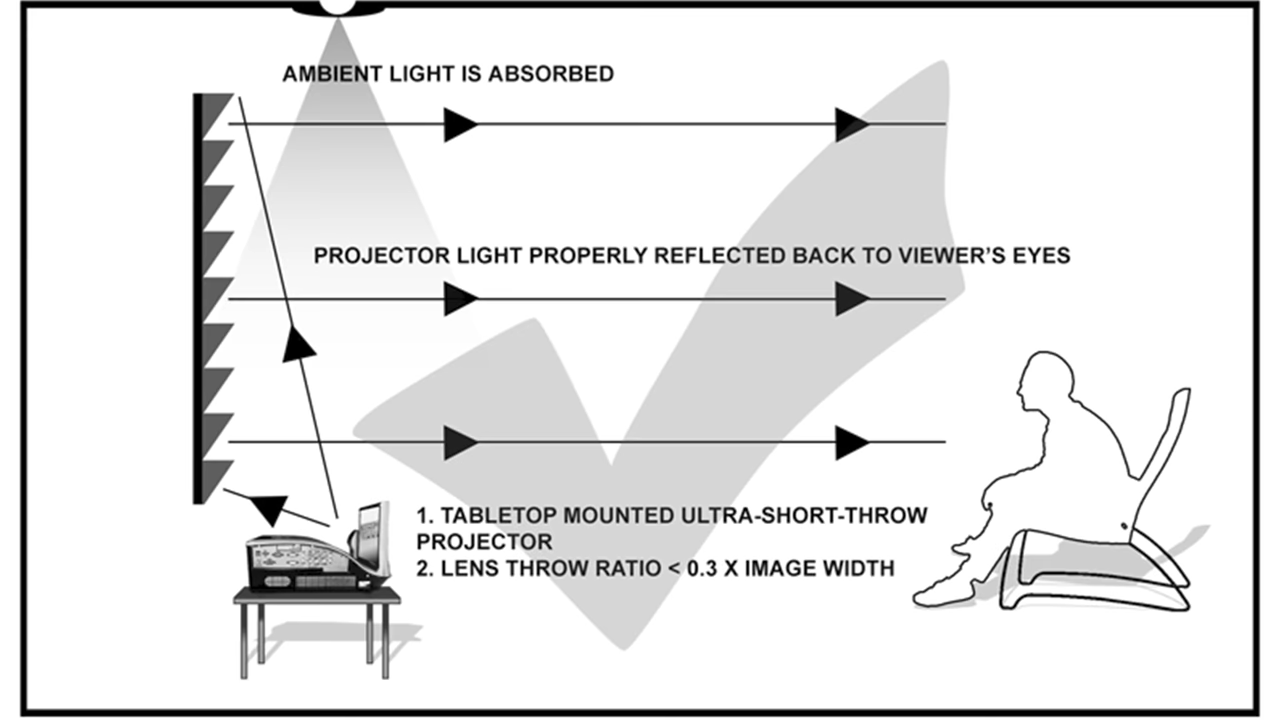 AMBIENT LIGHT IS ABSORBED
PROJECTOR LIGHT PROPERLY REFLECTED BACK TO VIEWER'S EYES
1. TABLETOP MOUNTED ULTRA-SHORT-THROW
PROJECTOR
2. LENS THROW RATIO < 0.3 X IMAGE WIDTH